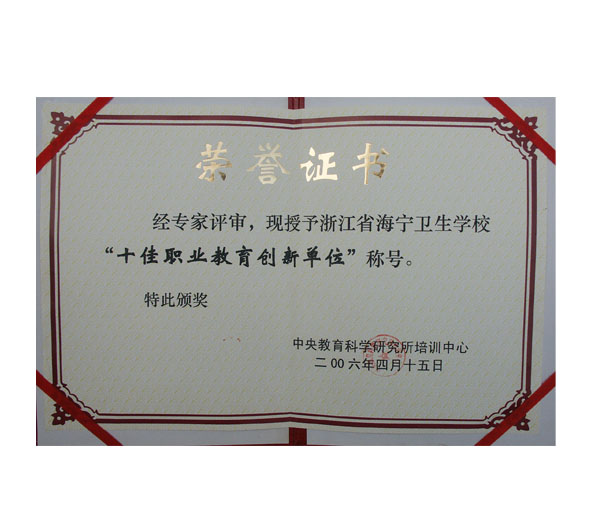 荣誉证书
经专家评审，现授予浙江省海宁卫生学校
“十佳职业教育创新单位”称号。
特此颁奖
中央教育科学研究所培训中心
二00六年四月十五日